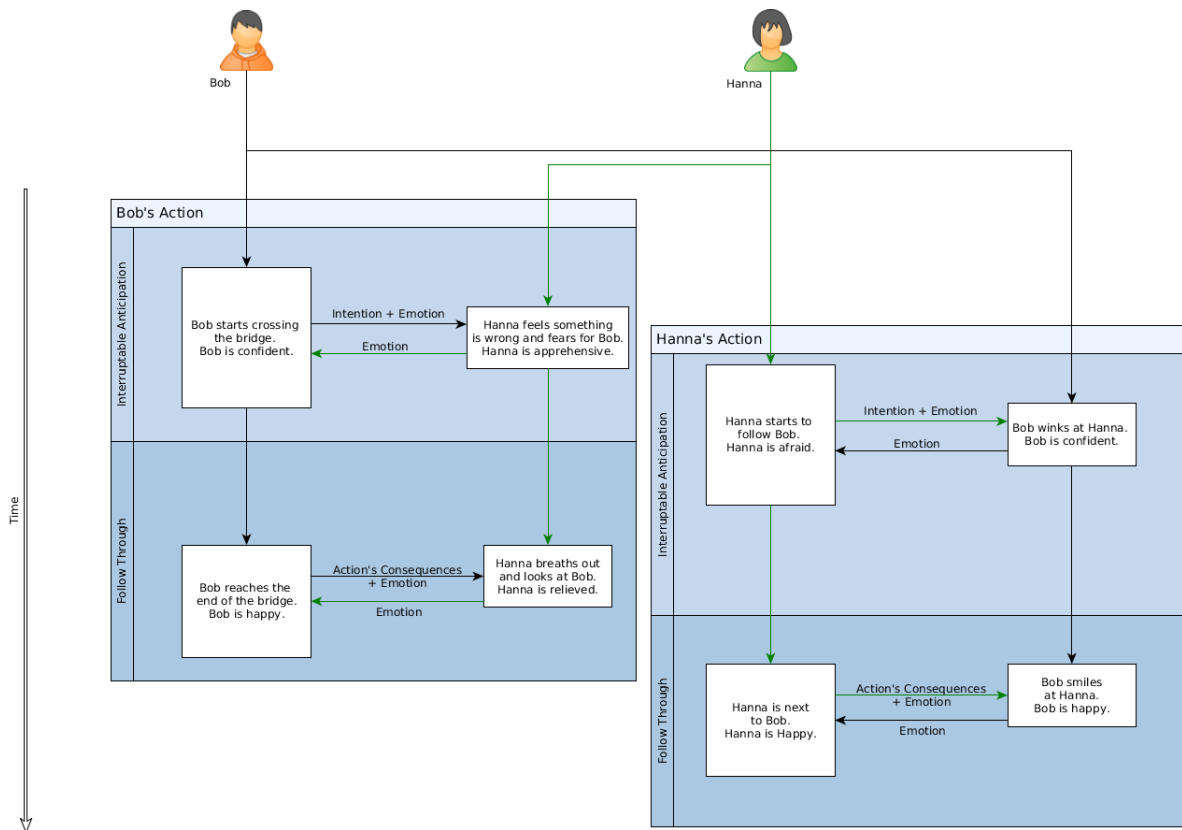 Bob
Hanna
Time
Bob's Action
Interruptable Anticipation
Bob starts crossing
the bridge.
Bob is confident.
Intention + Emotion
Emotion
Hanna feels something
is wrong and fears for Bob.
Hanna is apprehensive.
Follow Through
Bob reaches the
end of the bridge.
Bob is happy.
Action's Consequences
+ Emotion
Emotion
Hanna breaths out
and looks at Bob.
Hanna is relieved.
Hanna's Action
Interruptable Anticipation
Hanna starts to
follow Bob.
Hanna is afraid.
Intention + Emotion
Emotion
Bob winks at Hanna.
Bob is confident.
Follow Through
Hanna is next
to Bob.
Hanna is Happy.
Action's Consequences
+ Emotion
Emotion
Bob smiles
at Hanna.
Bob is happy.